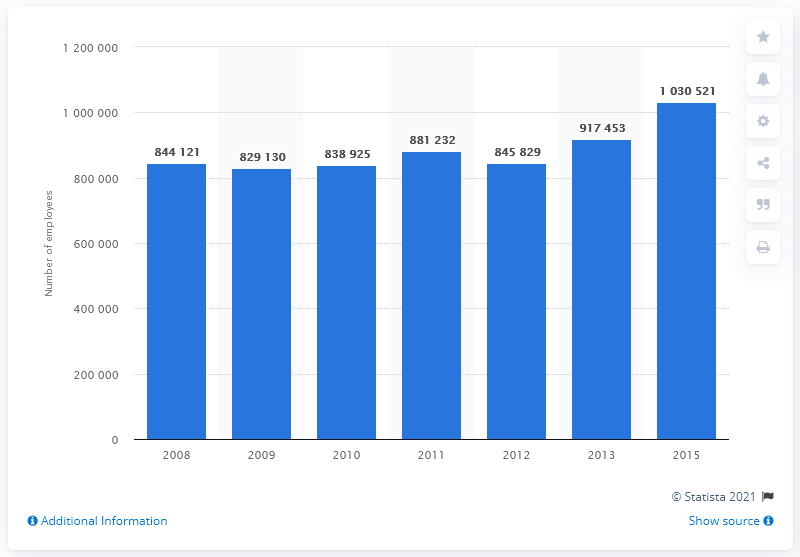 1 200 000
1 000 000
800 000
600 000
400 000
200 000
0
Number of employees
844 121
829 130
838 925
881 232
845 829
917 453
1 030 521
2008 2009 2010 2011 2012 2013 2015
© Statista 2021
Additional Information
Show source